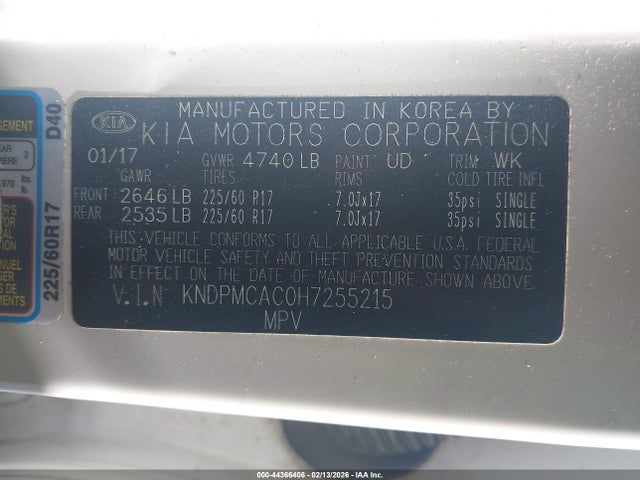 MANUFACTURED IN KOREA BY
KIA KIA MOTORS CORPORATION
01/17 GVWR 4740 LB PAINT UD TRIM WK
GAWR TIRES RIMS COLD TIRE INFL
FRONT 2646 LB 225/60 R17 7.0Jx17 35psi SINGLE
REAR 2535 LB 225/60 R17 7.0Jx17 35psi SINGLE
THIS VEHICLE CONFORMS TO ALL APPLICABLE U.S.A. FEDERAL
MOTOR VEHICLE SAFETY AND THEFT PREVENTION STANDARDS
IN EFFECT ON THE DATE OF MANUFACTURE SHOWN ABOVE.
V.I.N KNDPMCAC0H7255215
MPV
225/60R17 D40
3
970 lbs.
000-44366406 - 02/13/2026 - IAA Inc.